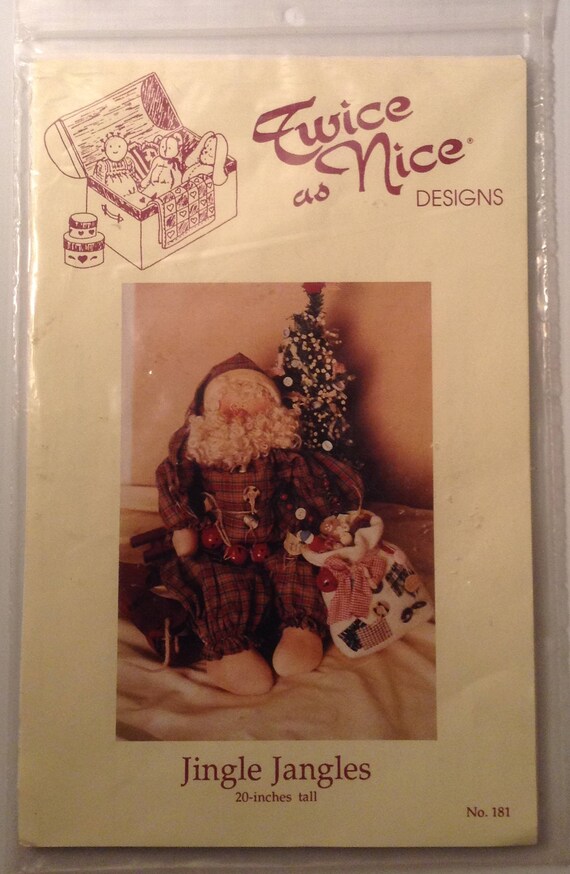 Twice
as Nice®
DESIGNS
Jingle Jangles
20-inches tall
No. 181